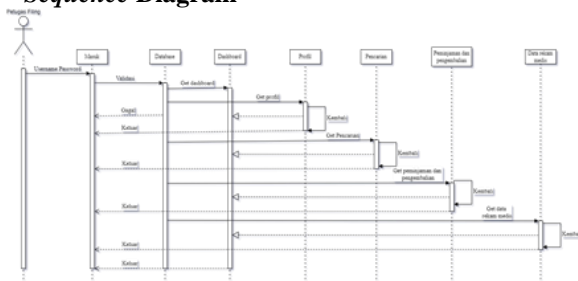 Sequence Diagram
Petugas Filing
Masuk
Database
Dashboard
Profil
Pencarian
Peminjaman dan
pengembalian
Data rekam
medis
Username Password
Validasi
Get dashboard()
Get profil()
Gagal()
Kembali()
Keluar()
Get Pencarian()
Kembali()
Keluar()
Get peminjaman dan
pengembalian
Kembali()
Keluar()
Get data
rekam medis
Kembali
Keluar()
Keluar()